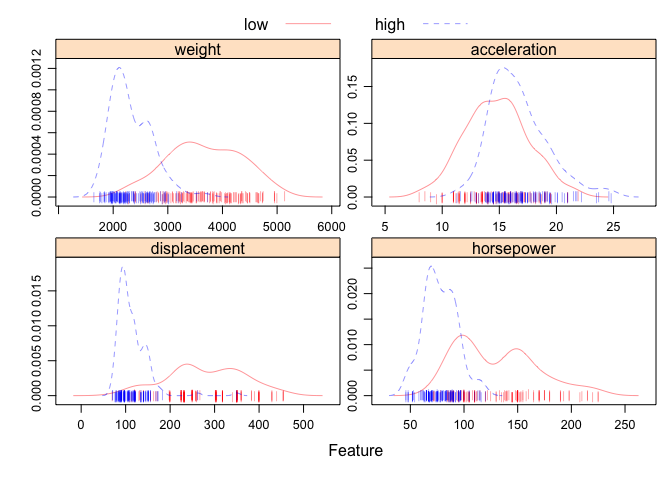 low high
weight acceleration
0.0000 0.0004 0.0008 0.0012
0.00 0.05 0.10 0.15
2000 3000 4000 5000 6000
5 10 15 20 25
displacement horsepower
0.000 0.005 0.010 0.015
0.000 0.010 0.020
0 100 200 300 400 500
50 100 150 200 250
Feature